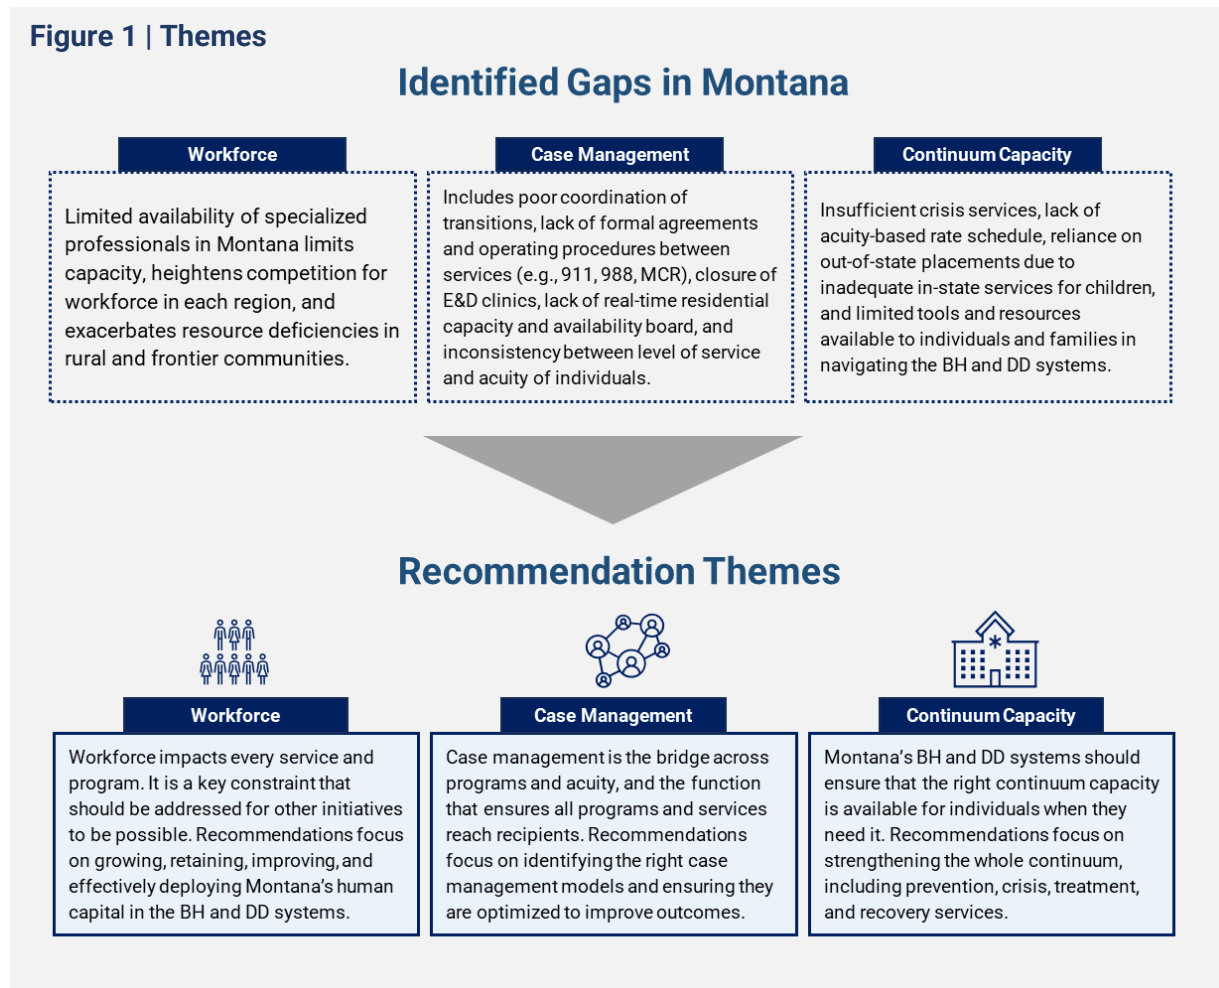 Figure 1 | Themes
Identified Gaps in Montana
Workforce
Limited availability of specialized
professionals in Montana limits
capacity, heightens competition for
workforce in each region, and
exacerbates resource deficiencies in
rural and frontier communities.
Case Management
Includes poor coordination of
transitions, lack of formal agreements
and operating procedures between
services (e.g., 911, 988, MCR), closure of
E&D clinics, lack of real-time residential
capacity and availability board, and
inconsistency between level of service
and acuity of individuals.
Continuum Capacity
Insufficient crisis services, lack of
acuity-based rate schedule, reliance on
out-of-state placements due to
inadequate in-state services for children,
and limited tools and resources
available to individuals and families in
navigating the BH and DD systems.
Recommendation Themes
Workforce
Workforce impacts every service and
program. It is a key constraint that
should be addressed for other initiatives
to be possible. Recommendations focus
on growing, retaining, improving, and
effectively deploying Montana's human
capital in the BH and DD systems.
Case Management
Case management is the bridge across
programs and acuity, and the function
that ensures all programs and services
reach recipients. Recommendations
focus on identifying the right case
management models and ensuring they
are optimized to improve outcomes.
Continuum Capacity
Montana's BH and DD systems should
ensure that the right continuum capacity
is available for individuals when they
need it. Recommendations focus on
strengthening the whole continuum,
including prevention, crisis, treatment,
and recovery services.